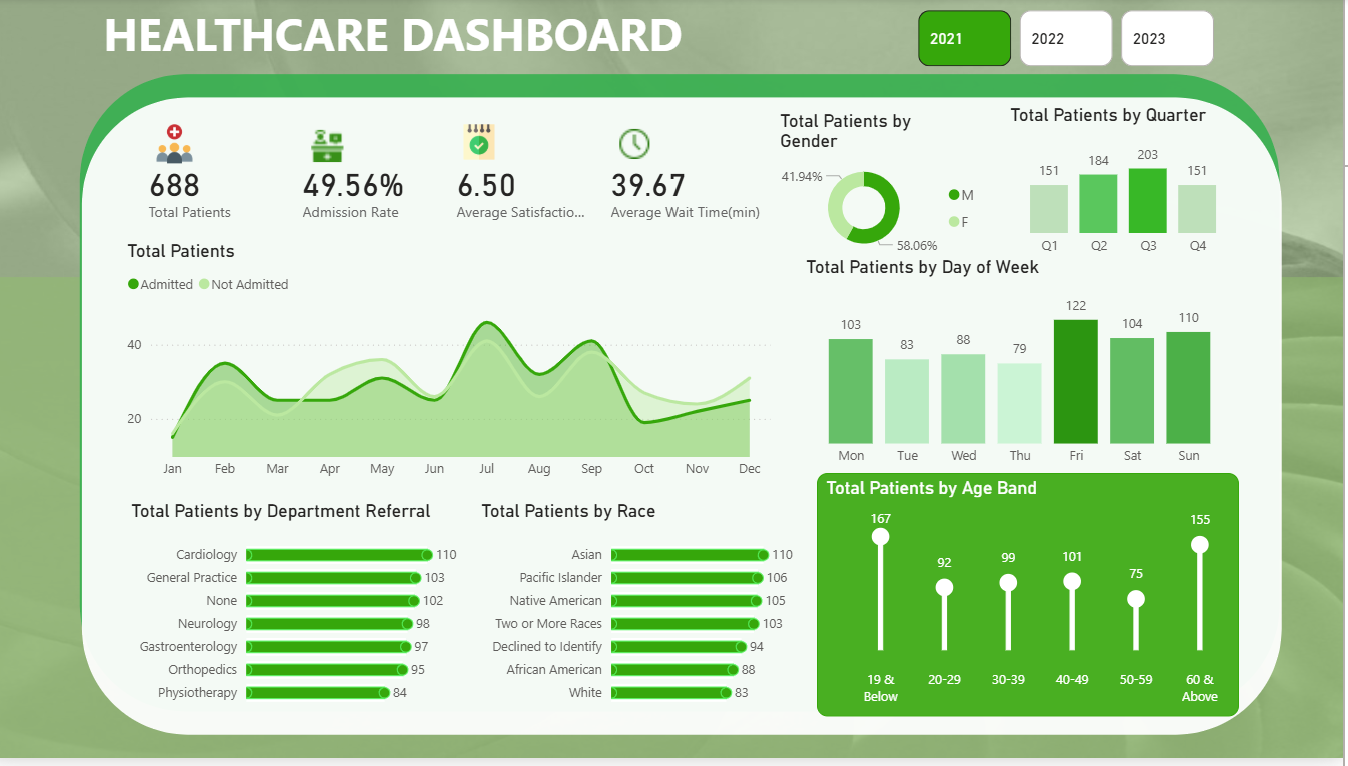 HEALTHCARE DASHBOARD
2021
2022
2023
688
Total Patients
49.56%
Admission Rate
6.50
Average Satisfactio...
39.67
Average Wait Time(min)
Total Patients by
Gender
41.94%
58.06%
M
F
Total Patients by Quarter
151
184
203
151
Q1
Q2
Q3
Q4
Total Patients
Admitted
Not Admitted
40
20
Jan
Feb
Mar
Apr
May
Jun
Jul
Aug
Sep
Oct
Nov
Dec
Total Patients by Day of Week
103
83
88
79
122
104
110
Mon
Tue
Wed
Thu
Fri
Sat
Sun
Total Patients by Department Referral
Cardiology 110
General Practice 103
None 102
Neurology 98
Gastroenterology 97
Orthopedics 95
Physiotherapy 84
Total Patients by Race
Asian 110
Pacific Islander 106
Native American 105
Two or More Races 103
Declined to Identify 94
African American 88
White 83
Total Patients by Age Band
167
92
99
101
75
155
19 &
Below
20-29
30-39
40-49
50-59
60 &
Above